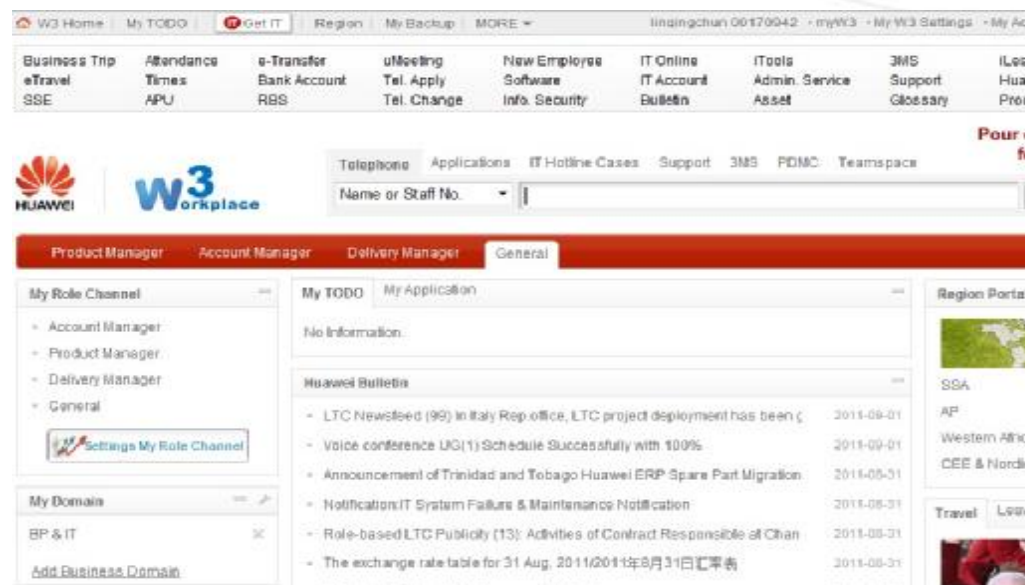 W3 Home My TODO Get IT Region My Backup MORE linqingchun 00170942 myW3 My W3 Settings
Business Trip Attendance e-Transfer uMeeting New Employee IT Online iTools 3MS
eTravel Times Bank Account Tel. Apply Software IT Account Admin. Service Support
SSE APU RBS Tel. Change Info. Security Bulletin Asset Glossary
Pour
HUAWEI W3 Workplace
Telephone Applications IT Hotline Cases Support 3MS PDMC Teamspace
Name or Staff No.
Product Manager Account Manager Delivery Manager General
My Role Channel
Account Manager
Product Manager
Delivery Manager
General
Settings My Role Channel
My Domain
BP & IT
Add Business Domain
My TODO My Application
No Information.
Huawei Bulletin
LTC Newsfeed (99) In Italy Rep office, LTC project deployment has been 2011-09-01
Voice conference UG(1) Schedule Successfully with 100% 2011-09-01
Announcement of Trinidad and Tobago Huawei ERP Spare Part Migration 2011-08-31
Notification:IT System Failure & Maintenance Notification 2011-08-31
Role-based LTC Publicity (13): Activities of Contract Responsible at Chan 2011-08-31
The exchange rate table for 31 Aug. 2011/2011年8月31日汇率表 2011-08-31
Region Porta
SSA
AP
Western Afric
CEE & Nordi
Travel Leav